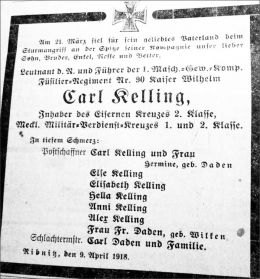 Am 21. März fiel für sein geliebtes Vaterland beim
Sturmangriff an der Spitze seiner Kompagnie unser lieber
Sohn, Bruder, Enkel, Neffe und Vetter,
Leutnant d. R. und Führer der 1. Masch.-Gew.-Komp.
Füsilier-Regiment Nr. 90 Kaiser Wilhelm
Carl Kelling,
Inhaber des Eisernen Kreuzes 2. Klasse,
Meckl. Militär-Verdienst-Kreuzes 1. und 2. Klasse.
In tiefem Schmerz:
Postschaffner Carl Kelling und Frau
Hermine, geb. Daden
Else Kelling
Elisabeth Kelling
Hella Kelling
Anni Kelling
Alex Kelling
Frau Fr. Daden, geb. Wilken
Schlachtermstr. Carl Daden und Familie.
Ribnitz, den 9. April 1918.